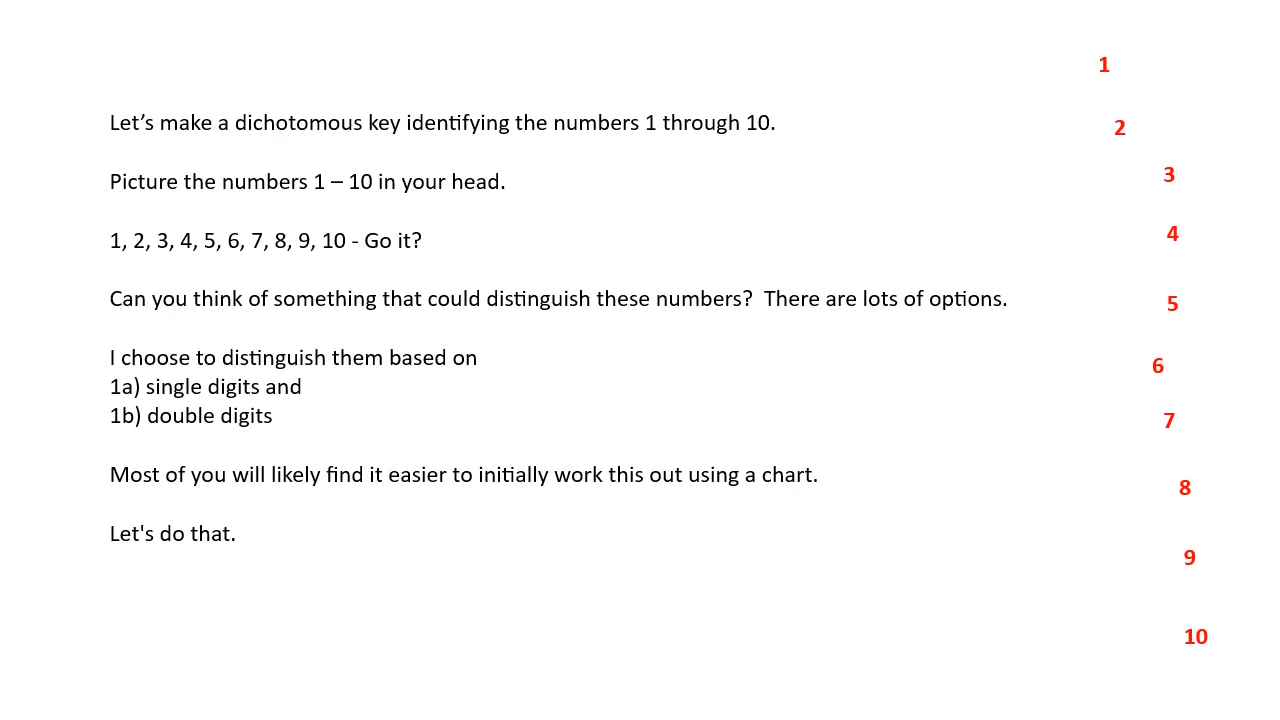 Let’s make a dichotomous key identifying the numbers 1 through 10.
Picture the numbers 1 – 10 in your head.
1, 2, 3, 4, 5, 6, 7, 8, 9, 10 - Go it?
Can you think of something that could distinguish these numbers?  There are lots of options.
I choose to distinguish them based on
1a) single digits and
1b) double digits
Most of you will likely find it easier to initially work this out using a chart.
Let's do that.
1
2
3
4
5
6
7
8
9
10